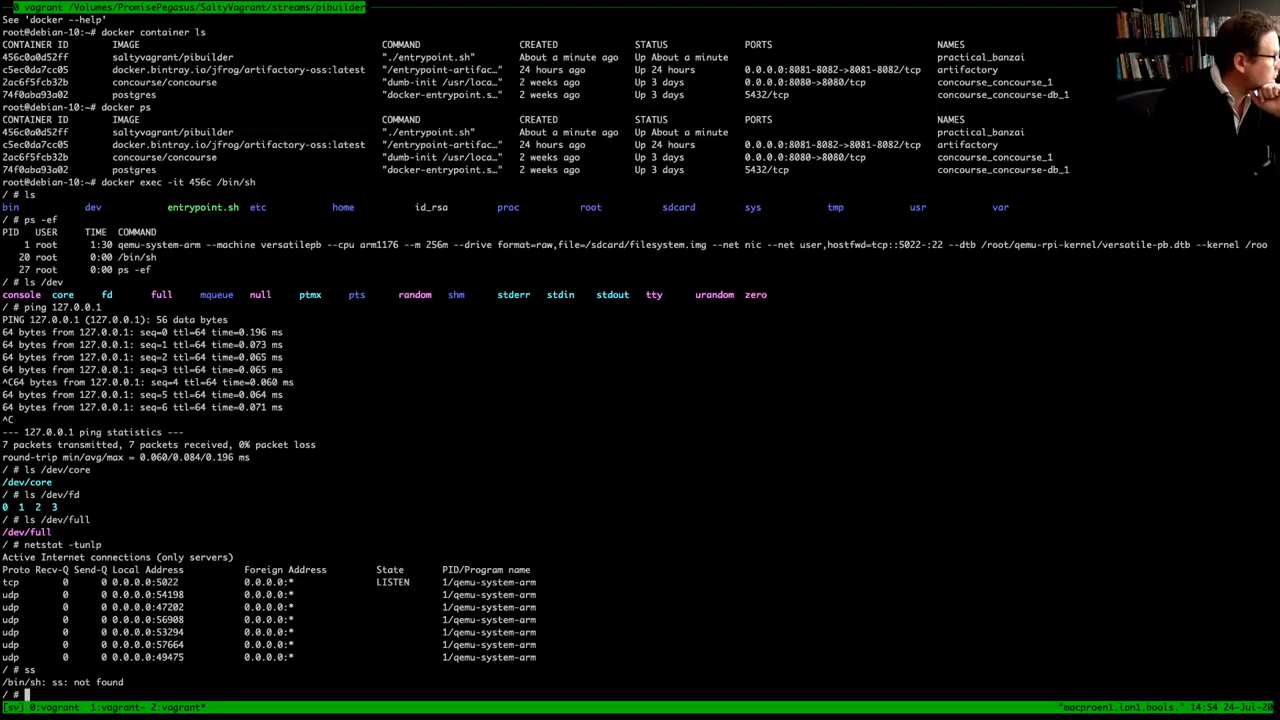 0 vagrant /Volumes/PromisePegasus/SaltyVagrant/streams/pibuilder
See 'docker --help'
root@debian-10:~# docker container ls
CONTAINER ID IMAGE COMMAND CREATED STATUS PORTS NAMES
456c0a0d52ff saltyvagrant/pibuilder "./entrypoint.sh" About a minute ago Up About a minute practical_banzai
c5ec0da7cc05 docker.bintray.io/jfrog/artifactory-oss:latest "/entrypoint-artifac…" 24 hours ago Up 24 hours 0.0.0.0:8081-8082->8081-8082/tcp artifactory
2ac6f5fcb32b concourse/concourse "dumb-init /usr/loca…" 2 weeks ago Up 3 days 0.0.0.0:8080->8080/tcp concourse_concourse_1
74f0aba93a02 postgres "docker-entrypoint.s…" 2 weeks ago Up 3 days 5432/tcp concourse_concourse-db_1
root@debian-10:~# docker ps
CONTAINER ID IMAGE COMMAND CREATED STATUS PORTS NAMES
456c0a0d52ff saltyvagrant/pibuilder "./entrypoint.sh" About a minute ago Up About a minute practical_banzai
c5ec0da7cc05 docker.bintray.io/jfrog/artifactory-oss:latest "/entrypoint-artifac…" 24 hours ago Up 24 hours 0.0.0.0:8081-8082->8081-8082/tcp artifactory
2ac6f5fcb32b concourse/concourse "dumb-init /usr/loca…" 2 weeks ago Up 3 days 0.0.0.0:8080->8080/tcp concourse_concourse_1
74f0aba93a02 postgres "docker-entrypoint.s…" 2 weeks ago Up 3 days 5432/tcp concourse_concourse-db_1
root@debian-10:~# docker exec -it 456c /bin/sh
/ # ls
bin dev entrypoint.sh etc home id_rsa proc root sdcard sys tmp usr var
/ # ps -ef
PID USER TIME COMMAND
1 root 1:30 qemu-system-arm --machine versatilepb --cpu arm1176 --m 256m --drive format=raw,file=/sdcard/filesystem.img --net nic --net user,hostfwd=tcp::5022-:22 --dtb /root/qemu-rpi-kernel/versatile-pb.dtb --kernel /roo
20 root 0:00 /bin/sh
27 root 0:00 ps -ef
/ # ls /dev
console core fd full mqueue null ptmx pts random shm stderr stdin stdout tty urandom zero
/ # ping 127.0.0.1
PING 127.0.0.1 (127.0.0.1): 56 data bytes
64 bytes from 127.0.0.1: seq=0 ttl=64 time=0.196 ms
64 bytes from 127.0.0.1: seq=1 ttl=64 time=0.073 ms
64 bytes from 127.0.0.1: seq=2 ttl=64 time=0.065 ms
64 bytes from 127.0.0.1: seq=3 ttl=64 time=0.065 ms
^C64 bytes from 127.0.0.1: seq=4 ttl=64 time=0.060 ms
64 bytes from 127.0.0.1: seq=5 ttl=64 time=0.064 ms
64 bytes from 127.0.0.1: seq=6 ttl=64 time=0.071 ms
^C
--- 127.0.0.1 ping statistics ---
7 packets transmitted, 7 packets received, 0% packet loss
round-trip min/avg/max = 0.060/0.084/0.196 ms
/ # ls /dev/core
/dev/core
/ # ls /dev/fd
0 1 2 3
/ # ls /dev/full
/dev/full
/ # netstat -tunlp
Active Internet connections (only servers)
Proto Recv-Q Send-Q Local Address Foreign Address State PID/Program name
tcp 0 0 0.0.0.0:5022 0.0.0.0:* LISTEN 1/qemu-system-arm
udp 0 0 0.0.0.0:54198 0.0.0.0:* 1/qemu-system-arm
udp 0 0 0.0.0.0:47202 0.0.0.0:* 1/qemu-system-arm
udp 0 0 0.0.0.0:56908 0.0.0.0:* 1/qemu-system-arm
udp 0 0 0.0.0.0:53294 0.0.0.0:* 1/qemu-system-arm
udp 0 0 0.0.0.0:57664 0.0.0.0:* 1/qemu-system-arm
udp 0 0 0.0.0.0:49475 0.0.0.0:* 1/qemu-system-arm
/ # ss
/bin/sh: ss: not found
/ #
[sv] 0:vagrant 1:vagrant- 2:vagrant* "macproen1.lan1.bools." 14:54 24-Jul-20